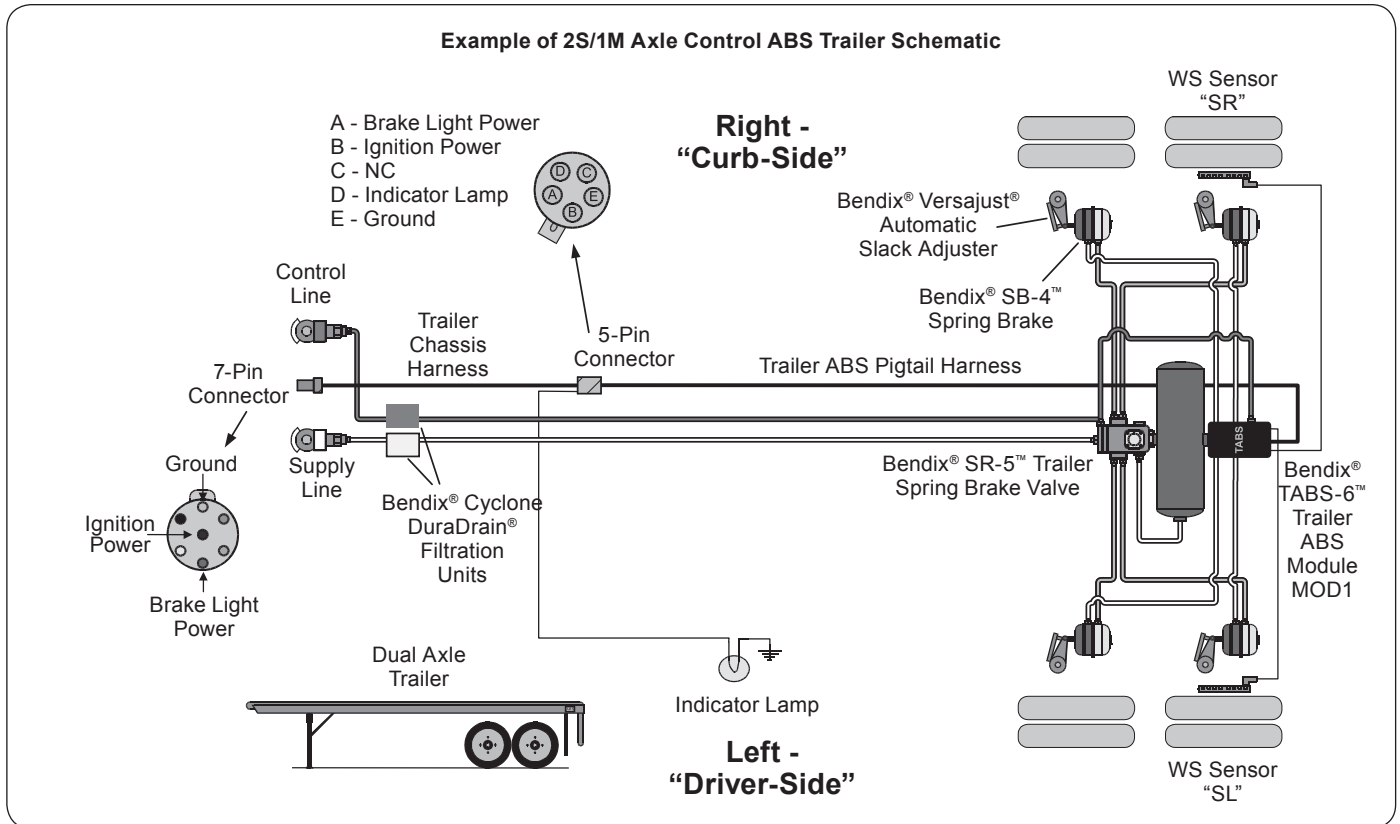 Example of 2S/1M Axle Control ABS Trailer Schematic
WS Sensor
“SR”
A - Brake Light Power
B - Ignition Power
C - NC
D - Indicator Lamp
E - Ground
D
C
A
E
B
Right -
“Curb-Side”
Bendix® Versajust®
Automatic
Slack Adjuster
Bendix® SB-4™
Spring Brake
Control
Line
Trailer
Chassis
Harness
5-Pin
Connector
Trailer ABS Pigtail Harness
7-Pin
Connector
Ground
Ignition
Power
Brake Light
Power
Supply
Line
Bendix® Cyclone
DuraDrain®
Filtration
Units
Bendix® SR-5™ Trailer
Spring Brake Valve
TABS
Bendix®
TABS-6™
Trailer
ABS
Module
MOD1
Dual Axle
Trailer
Indicator Lamp
Left -
“Driver-Side”
WS Sensor
“SL”